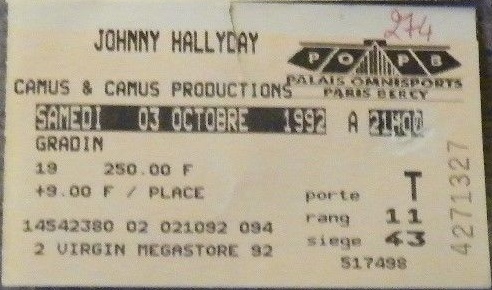 274
JOHNNY HALLYDAY
POPB
PALAIS OMNISPORTS
PARIS BERCY
CAMUS & CAMUS PRODUCTIONS
SAMEDI 03 OCTOBRE 1992 A 21H00
GRADIN
19 250.00 F
+9.00 F / PLACE
porte T
rang 11
siege 43
14542380 02 021092 094
2 VIRGIN MEGASTORE 92
517498
4271327